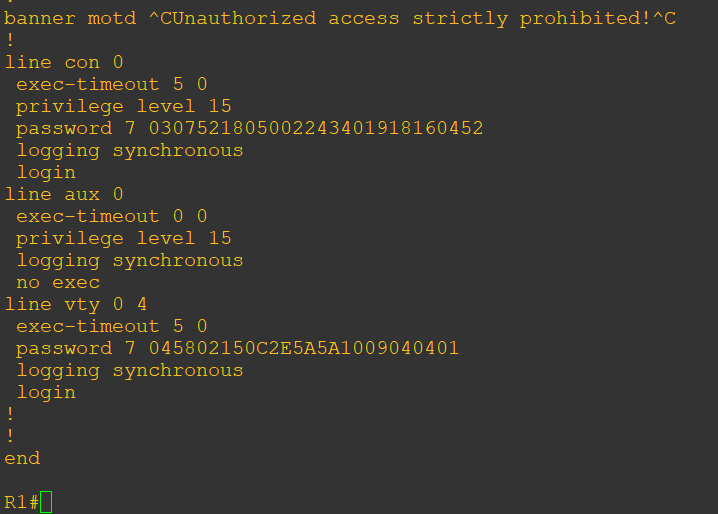 !
banner motd ^CUnauthorized access strictly prohibited!^C
!
line con 0
 exec-timeout 5 0
 privilege level 15
 password 7 0307521805002243401918160452
 logging synchronous
 login
line aux 0
 exec-timeout 0 0
 privilege level 15
 logging synchronous
 no exec
line vty 0 4
 exec-timeout 5 0
 password 7 045802150C2E5A5A1009040401
 logging synchronous
 login
!
!
end
R1#